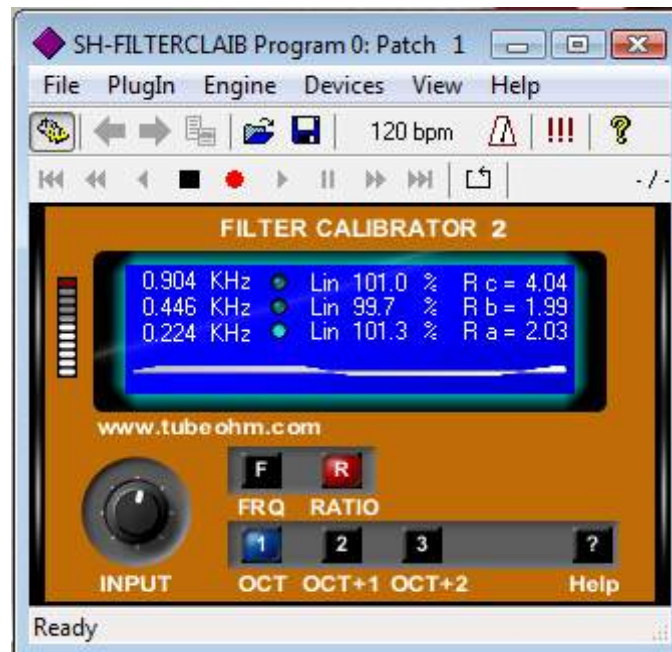 SH-FILTERCLAIB Program 0: Patch 1
File PlugIn Engine Devices View Help
120 bpm !!! ?
- / -
FILTER CALIBRATOR 2
0.904 KHz Lin 101.0 % R c = 4.04
0.446 KHz Lin 99.7 % R b = 1.99
0.224 KHz Lin 101.3 % R a = 2.03
www.tubeohm.com
F R
FRQ RATIO
1 2 3 ?
INPUT OCT OCT+1 OCT+2 Help
Ready